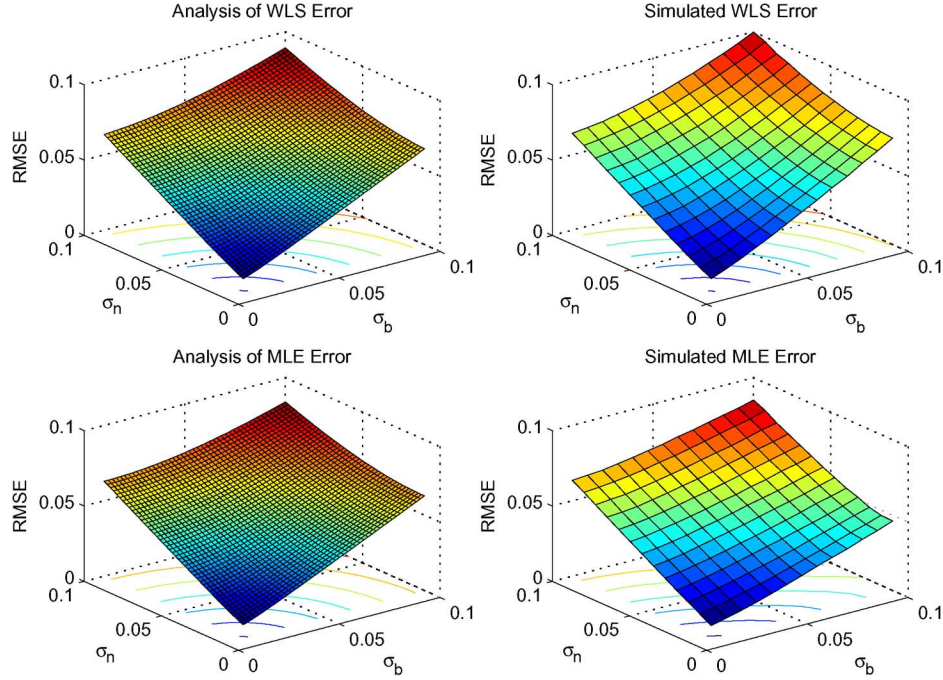 Analysis of WLS Error
0.1
0.05
0
RMSE
0.1
0.05
0
σn
0
0.05
0.1
σb
Simulated WLS Error
0.1
0.05
0
RMSE
0.1
0.05
0
σn
0
0.05
0.1
σb
Analysis of MLE Error
0.1
0.05
0
RMSE
0.1
0.05
0
σn
0
0.05
0.1
σb
Simulated MLE Error
0.1
0.05
0
RMSE
0.1
0.05
0
σn
0
0.05
0.1
σb